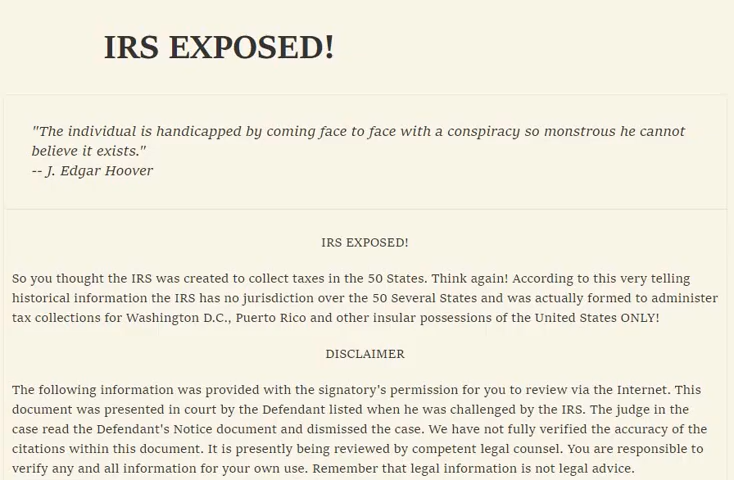 IRS EXPOSED!
"The individual is handicapped by coming face to face with a conspiracy so monstrous he cannot
believe it exists."
-- J. Edgar Hoover
IRS EXPOSED!
So you thought the IRS was created to collect taxes in the 50 States. Think again! According to this very telling
historical information the IRS has no jurisdiction over the 50 Several States and was actually formed to administer
tax collections for Washington D.C., Puerto Rico and other insular possessions of the United States ONLY!
DISCLAIMER
The following information was provided with the signatory's permission for you to review via the Internet. This
document was presented in court by the Defendant listed when he was challenged by the IRS. The judge in the
case read the Defendant's Notice document and dismissed the case. We have not fully verified the accuracy of the
citations within this document. It is presently being reviewed by competent legal counsel. You are responsible to
verify any and all information for your own use. Remember that legal information is not legal advice.